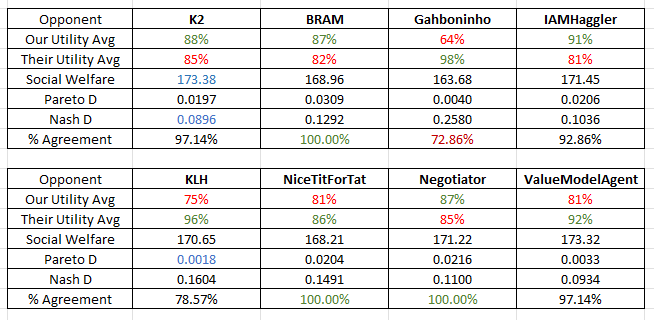 Opponent K2 BRAM Gahboninho IAMHaggler
Our Utility Avg 88% 87% 64% 91%
Their Utility Avg 85% 82% 98% 81%
Social Welfare 173.38 168.96 163.68 171.45
Pareto D 0.0197 0.0309 0.0040 0.0206
Nash D 0.0896 0.1292 0.2580 0.1036
% Agreement 97.14% 100.00% 72.86% 92.86%
Opponent KLH NiceTitForTat Negotiator ValueModelAgent
Our Utility Avg 75% 81% 87% 81%
Their Utility Avg 96% 86% 85% 92%
Social Welfare 170.65 168.21 171.22 173.32
Pareto D 0.0018 0.0204 0.0216 0.0033
Nash D 0.1604 0.1491 0.1100 0.0934
% Agreement 78.57% 100.00% 100.00% 97.14%